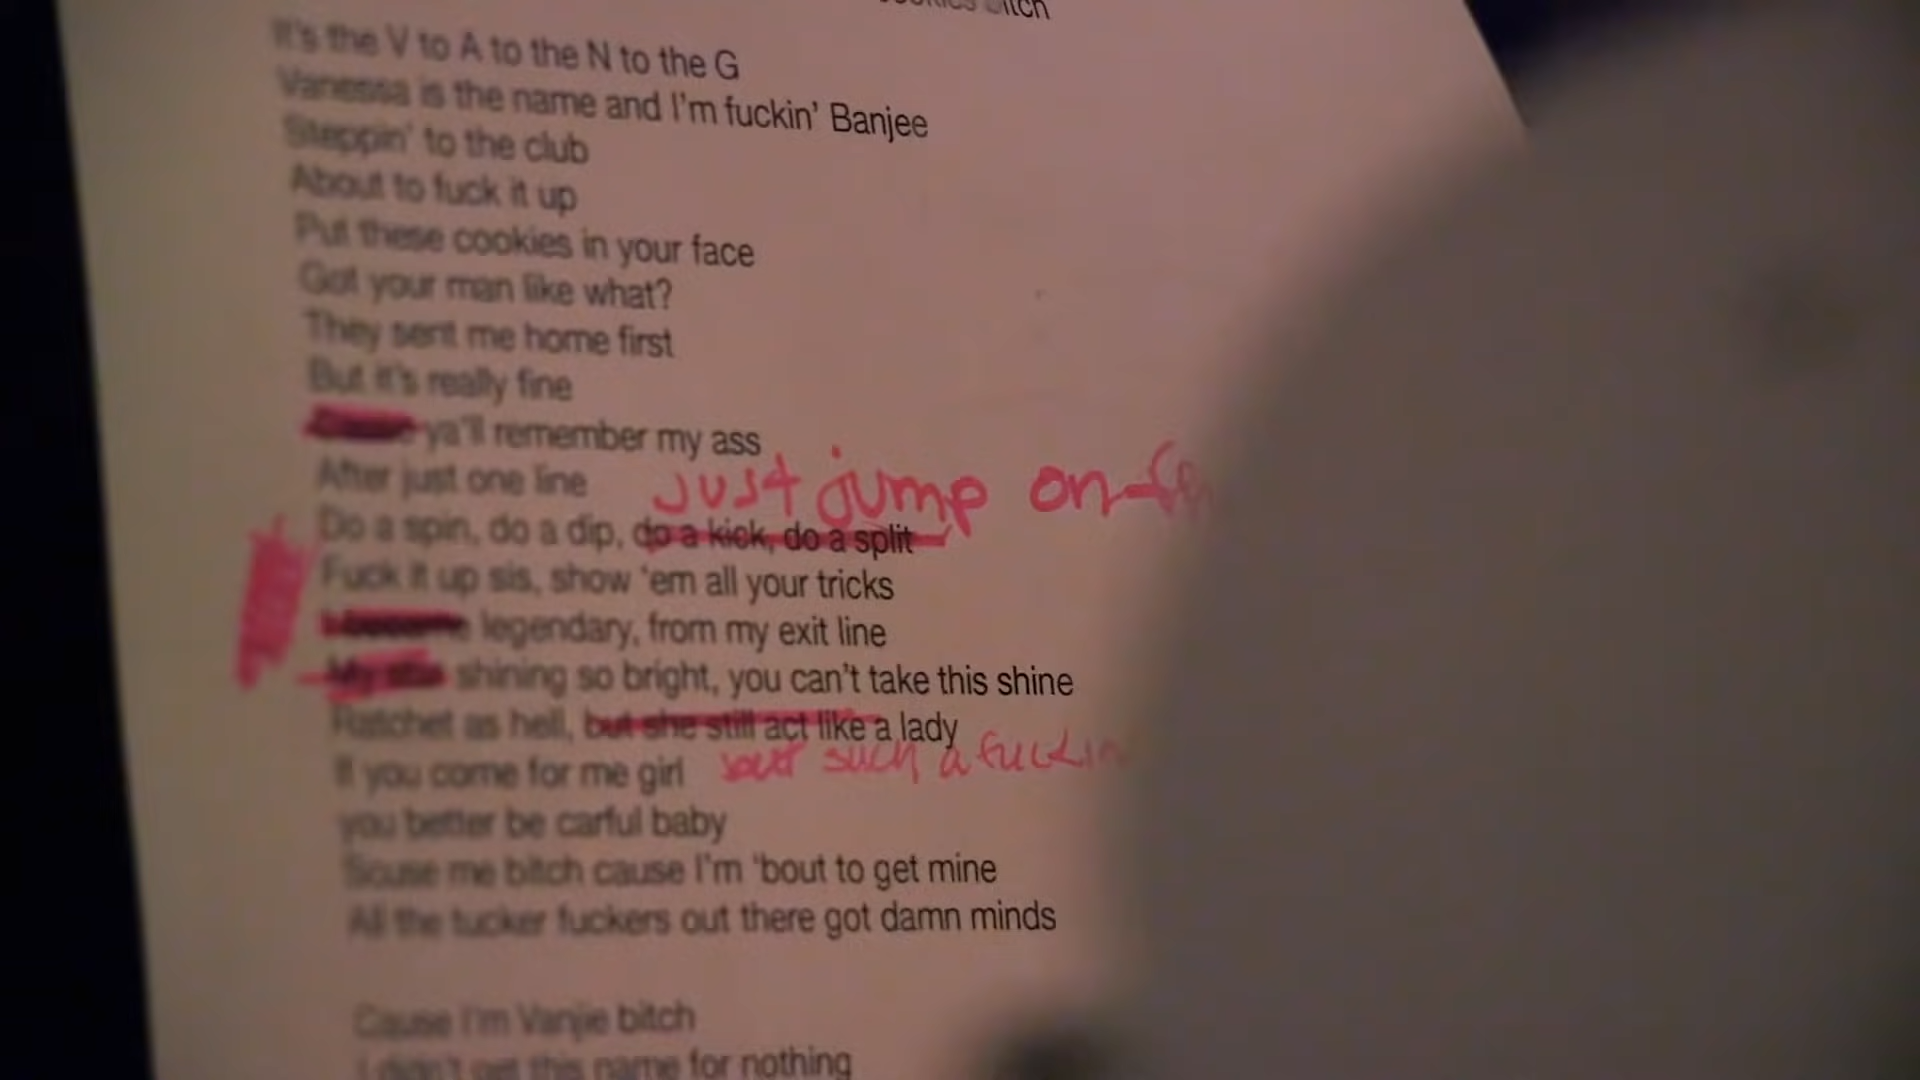 It's the V to A to the N to the G
Vanessa is the name and I'm fuckin' Banjee
Steppin' to the club
About to fuck it up
Put these cookies in your face
Got your man like what?
They sent me home first
But it's really fine
ya'll remember my ass
After just one line
Just jump on
Do a spin, do a dip, do a kick, do a split
Fuck it up sis, show 'em all your tricks
legendary, from my exit line
My shining so bright, you can't take this shine
Ratchet as hell, but she still act like a lady
such a fuckin
If you come for me girl
you better be carful baby
Scuse me bitch cause I'm 'bout to get mine
All the tucker fuckers out there got damn minds
Cause I'm Vanjie bitch
I didn't get this name for nothing